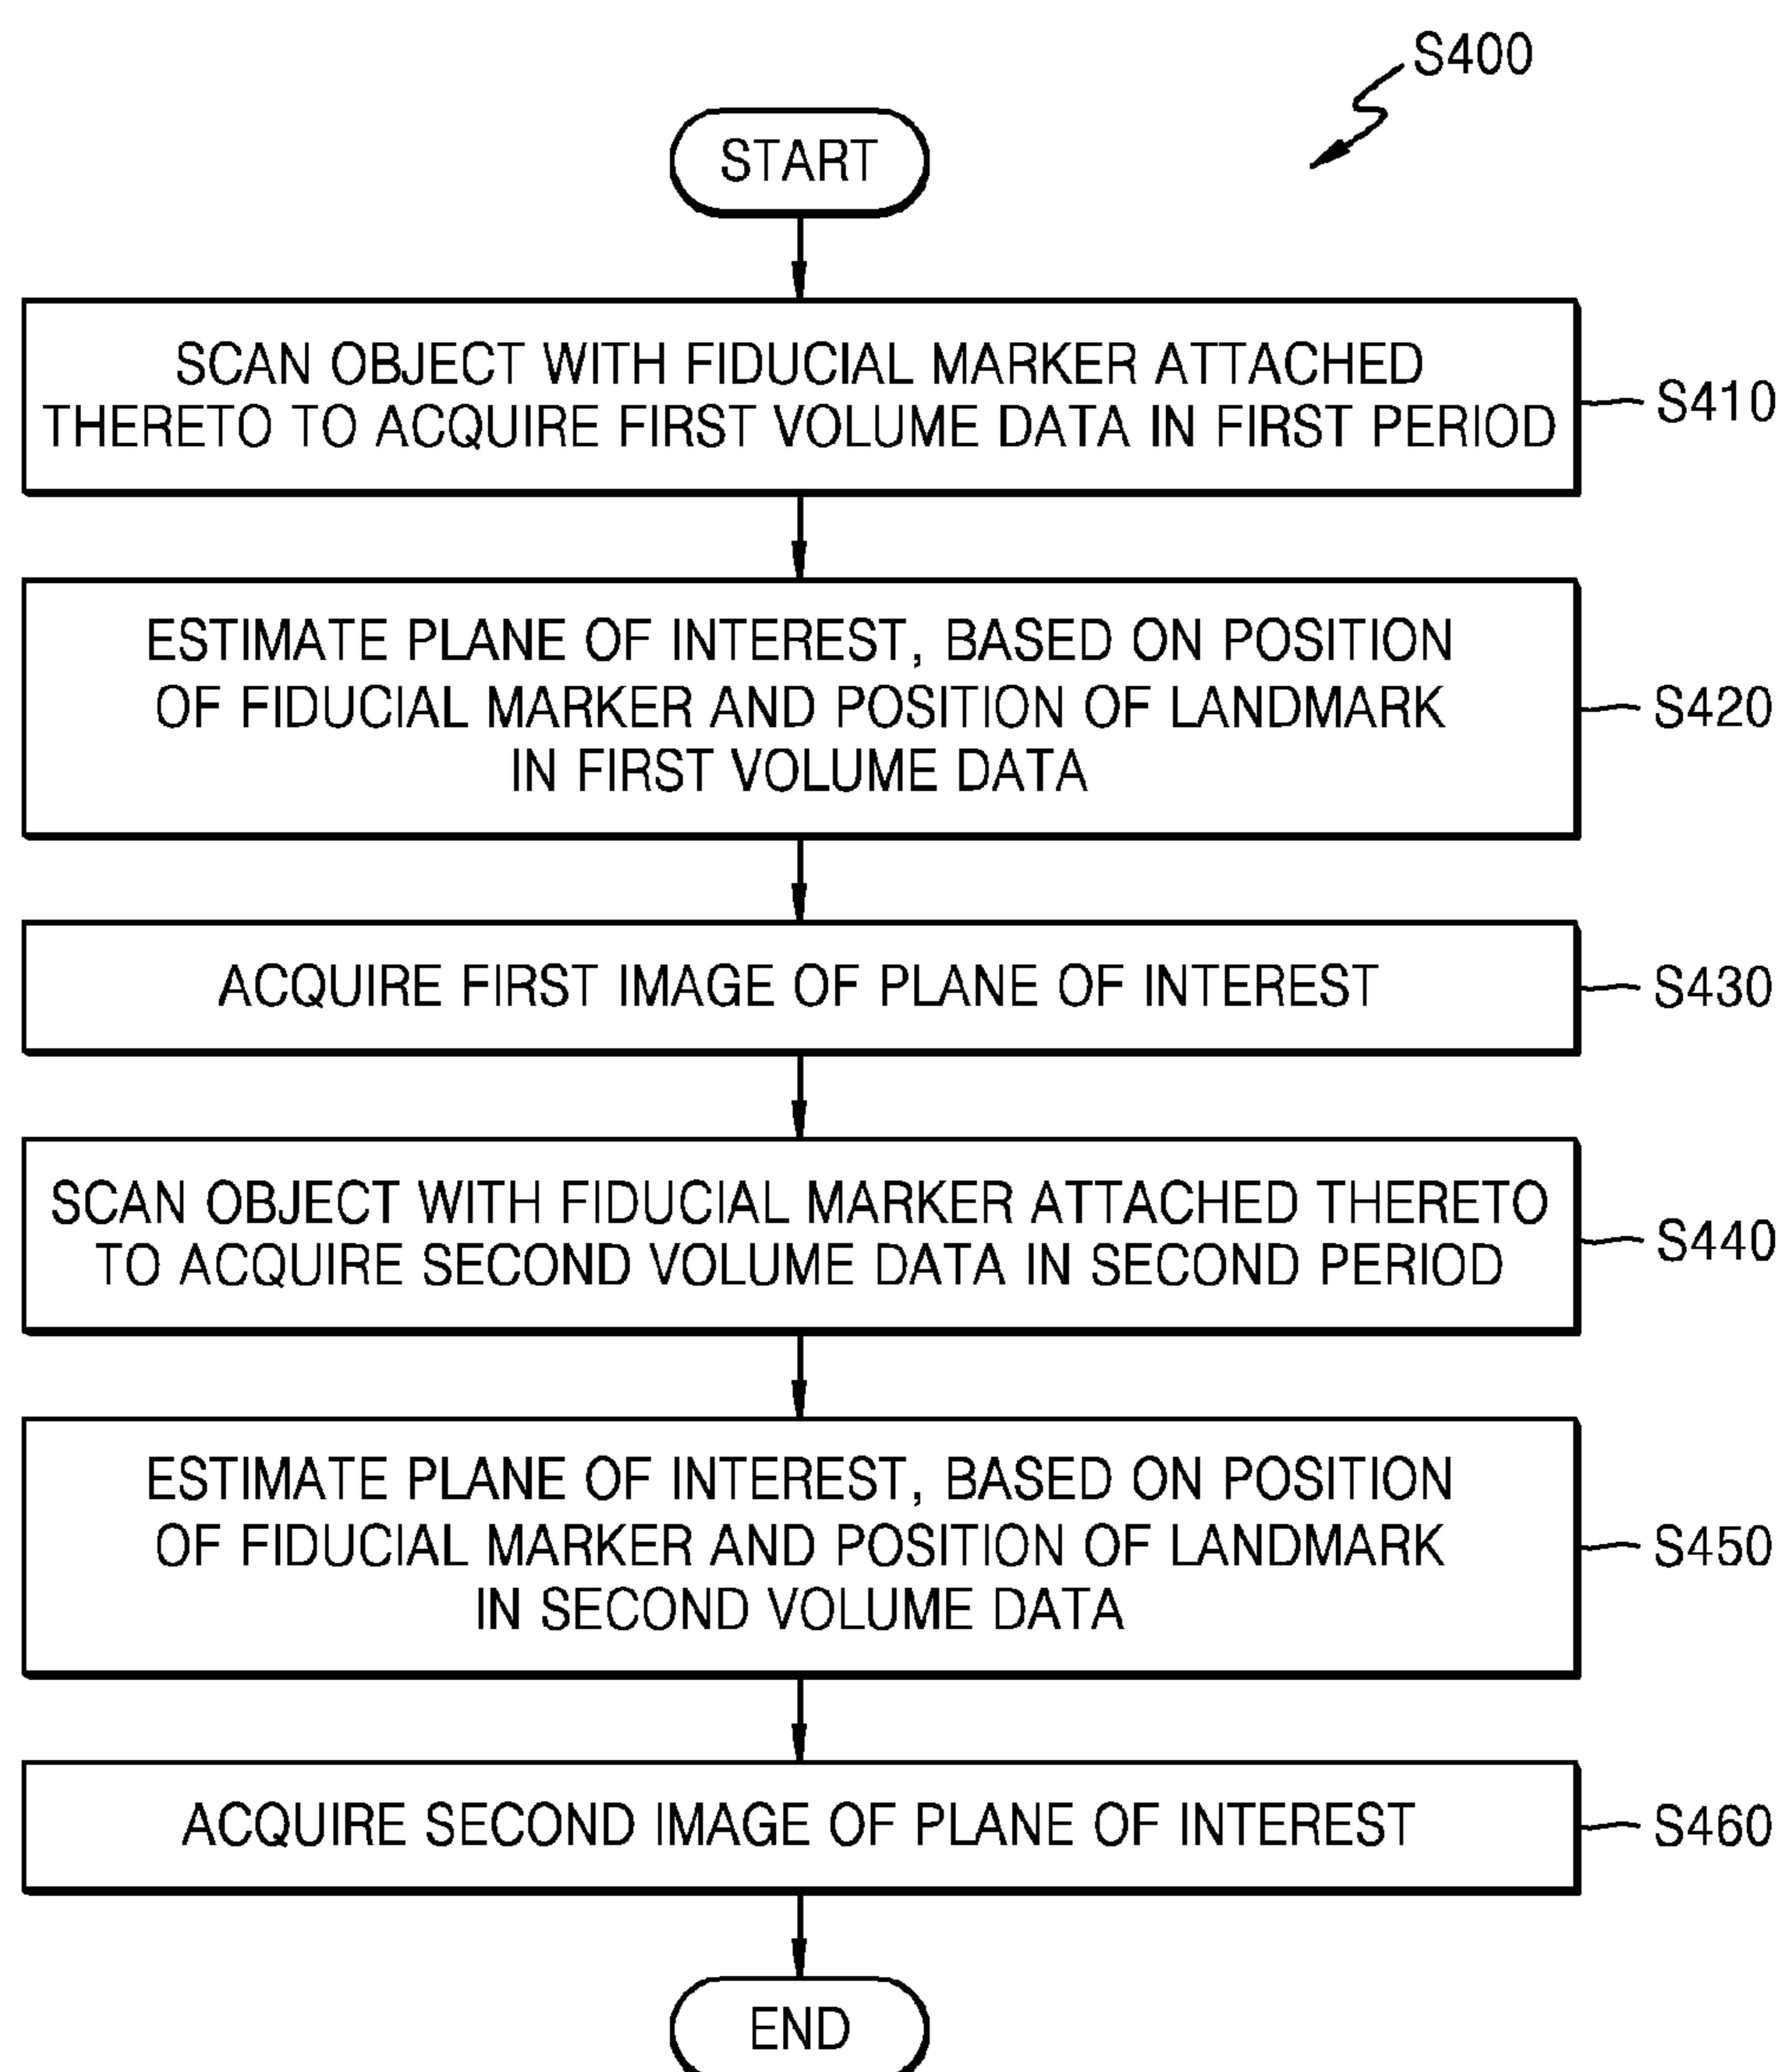 S400
START
SCAN OBJECT WITH FIDUCIAL MARKER ATTACHED
THERETO TO ACQUIRE FIRST VOLUME DATA IN FIRST PERIOD
S410
ESTIMATE PLANE OF INTEREST, BASED ON POSITION
OF FIDUCIAL MARKER AND POSITION OF LANDMARK
IN FIRST VOLUME DATA
S420
ACQUIRE FIRST IMAGE OF PLANE OF INTEREST
S430
SCAN OBJECT WITH FIDUCIAL MARKER ATTACHED THERETO
TO ACQUIRE SECOND VOLUME DATA IN SECOND PERIOD
S440
ESTIMATE PLANE OF INTEREST, BASED ON POSITION
OF FIDUCIAL MARKER AND POSITION OF LANDMARK
IN SECOND VOLUME DATA
S450
ACQUIRE SECOND IMAGE OF PLANE OF INTEREST
S460
END